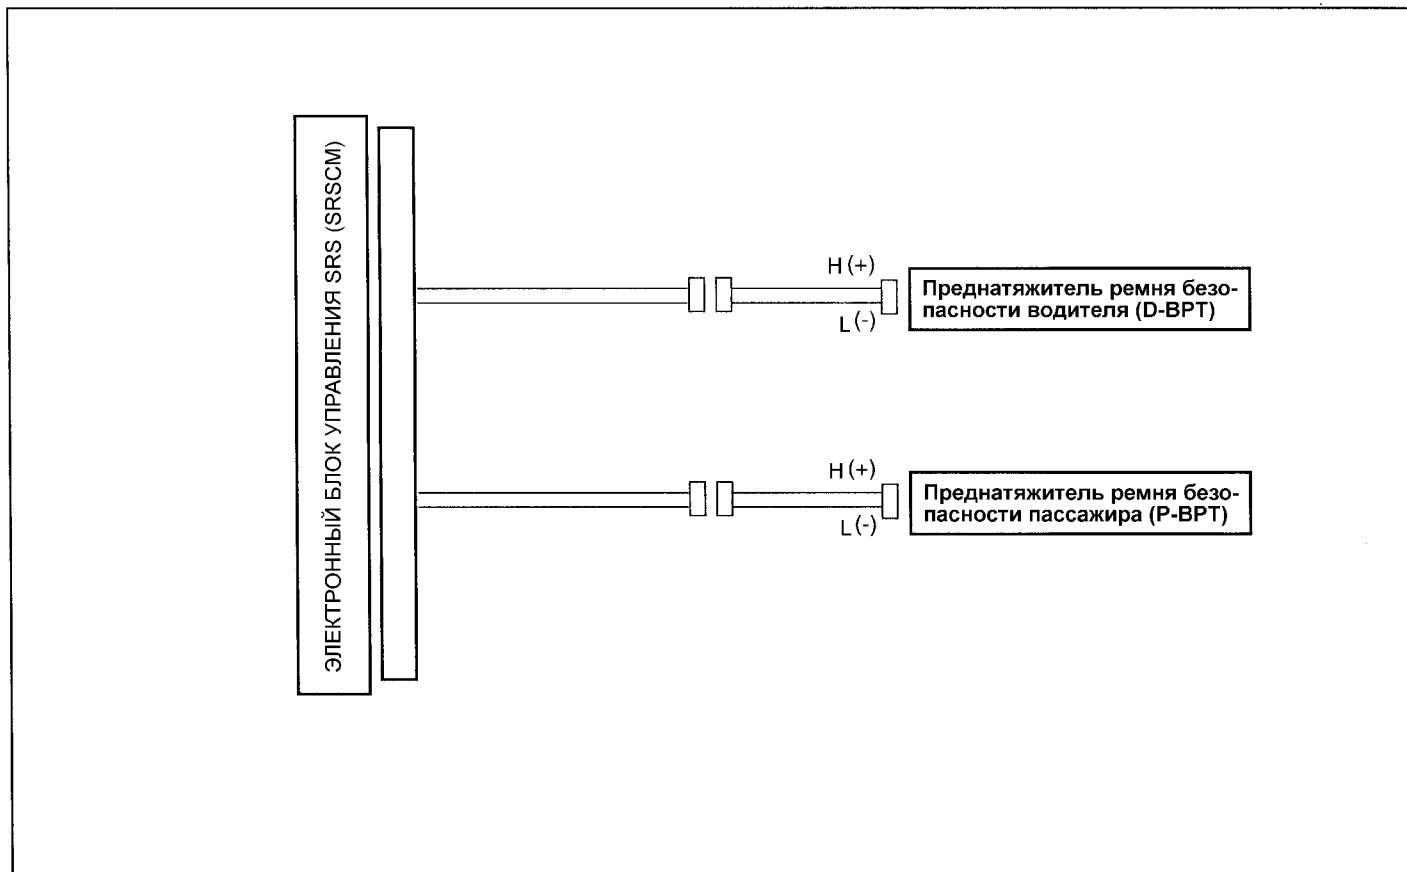 ЭЛЕКТРОННЫЙ БЛОК УПРАВЛЕНИЯ SRS (SRSCM)
H (+)
L (-)
Преднатяжитель ремня безо-
пасности водителя (D-BPT)
H (+)
L (-)
Преднатяжитель ремня безо-
пасности пассажира (P-BPT)